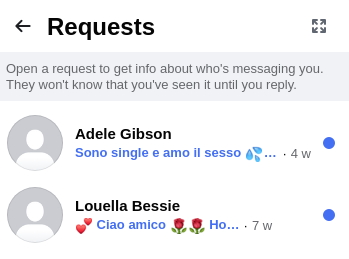 Requests
Open a request to get info about who's messaging you.
They won't know that you've seen it until you reply.
Adele Gibson
Sono single e amo il sesso 💦… · 4 w
Louella Bessie
💕 Ciao amico 🌹🌹 Ho… · 7 w